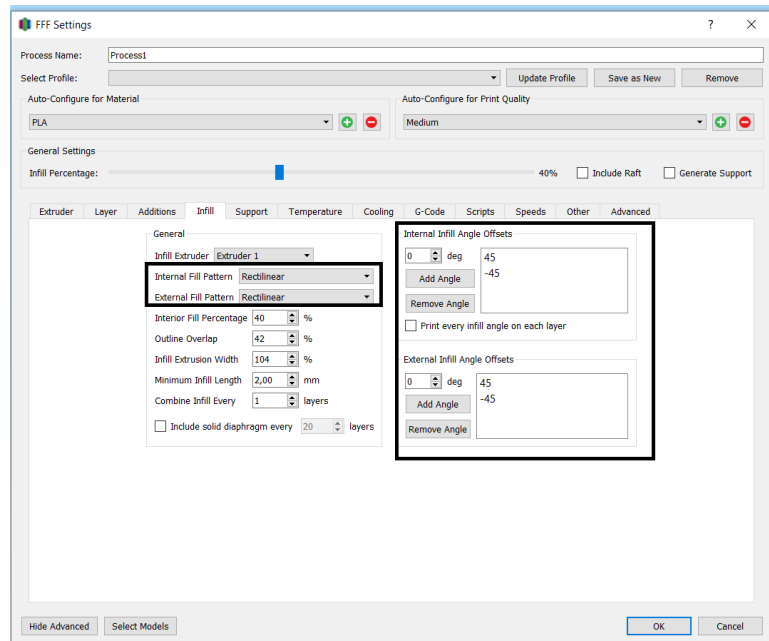 FFF Settings
?
Process Name: Process1
Select Profile: Update Profile Save as New Remove
Auto-Configure for Material Auto-Configure for Print Quality
PLA Medium
General Settings
Infill Percentage: 40% Include Raft Generate Support
Extruder Layer Additions Infill Support Temperature Cooling G-Code Scripts Speeds Other Advanced
General
Infill Extruder Extruder 1
Internal Fill Pattern Rectilinear
External Fill Pattern Rectilinear
Interior Fill Percentage 40 %
Outline Overlap 42 %
Infill Extrusion Width 104 %
Minimum Infill Length 2,00 mm
Combine Infill Every 1 layers
Include solid diaphragm every 20 layers
Internal Infill Angle Offsets
0 deg 45
Add Angle -45
Remove Angle
Print every infill angle on each layer
External Infill Angle Offsets
0 deg 45
Add Angle -45
Remove Angle
Hide Advanced Select Models OK Cancel